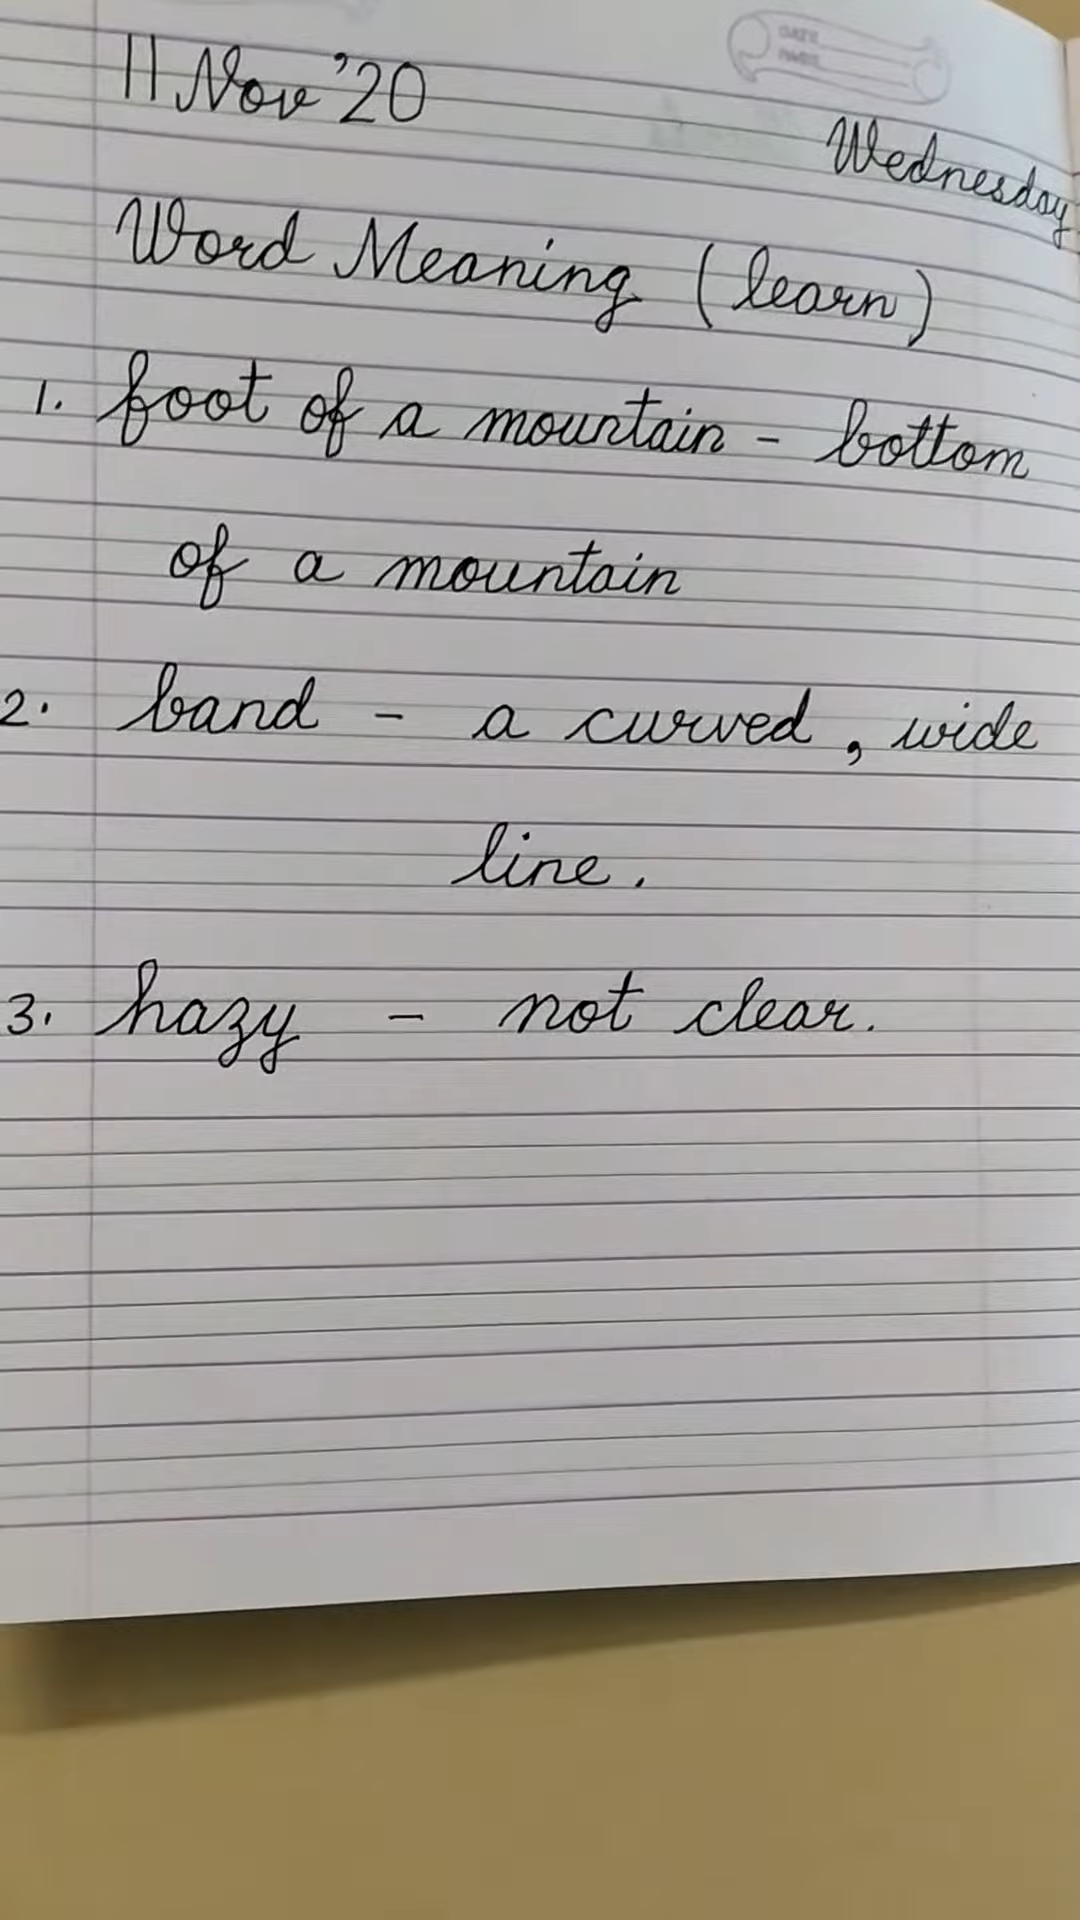 11 Nov '20
Wednesday
Word Meaning (learn)
1. foot of a mountain - bottom
of a mountain
2. band - a curved, wide
line.
3. hazy - not clear.